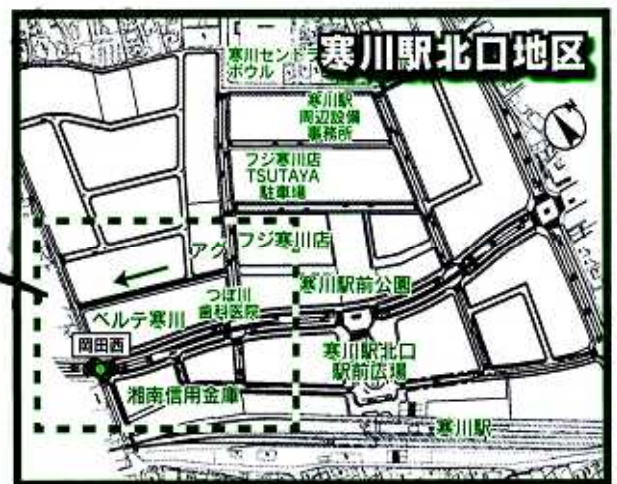 寒川駅北口地区
寒川セントラ
ボウル
寒川駅
周辺設備
事務所
フジ寒川店
TSUTAYA
駐車場
アグ
フジ寒川店
寒川駅前公園
つぼ川
歯科医院
ベルテ寒川
岡田西
寒川駅北口
駅前広場
湘南信用金庫
寒川駅